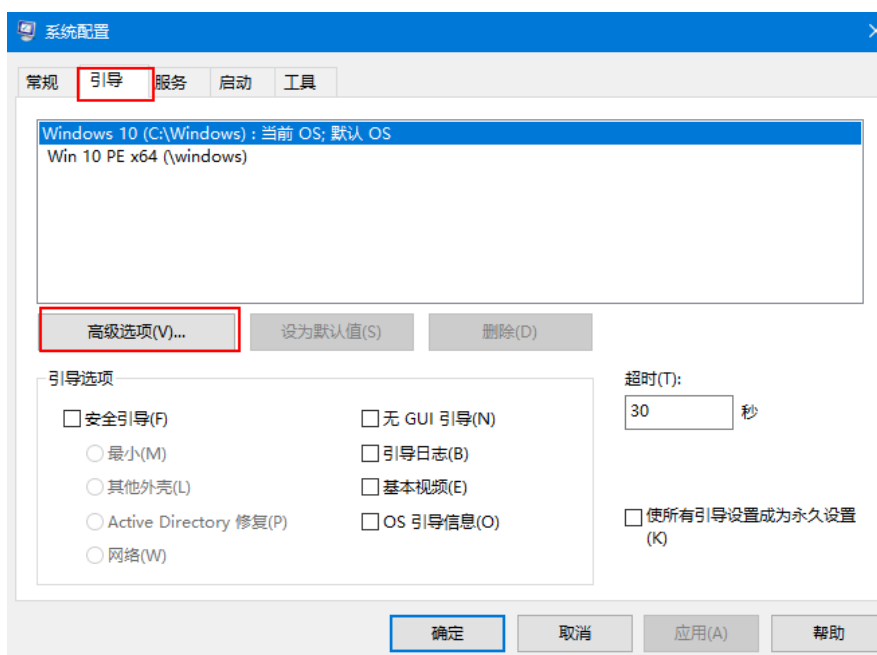 系统配置
常规 引导 服务 启动 工具
Windows 10 (C:\Windows) : 当前 OS; 默认 OS
Win 10 PE x64 (\windows)
高级选项(V)... 设为默认值(S) 删除(D)
引导选项 超时(T):
安全引导(F) 无 GUI 引导(N) 30 秒
最小(M) 引导日志(B)
其他外壳(L) 基本视频(E)
Active Directory 修复(P) OS 引导信息(O) 使所有引导设置成为永久设置
(K)
网络(W)
确定 取消 应用(A) 帮助